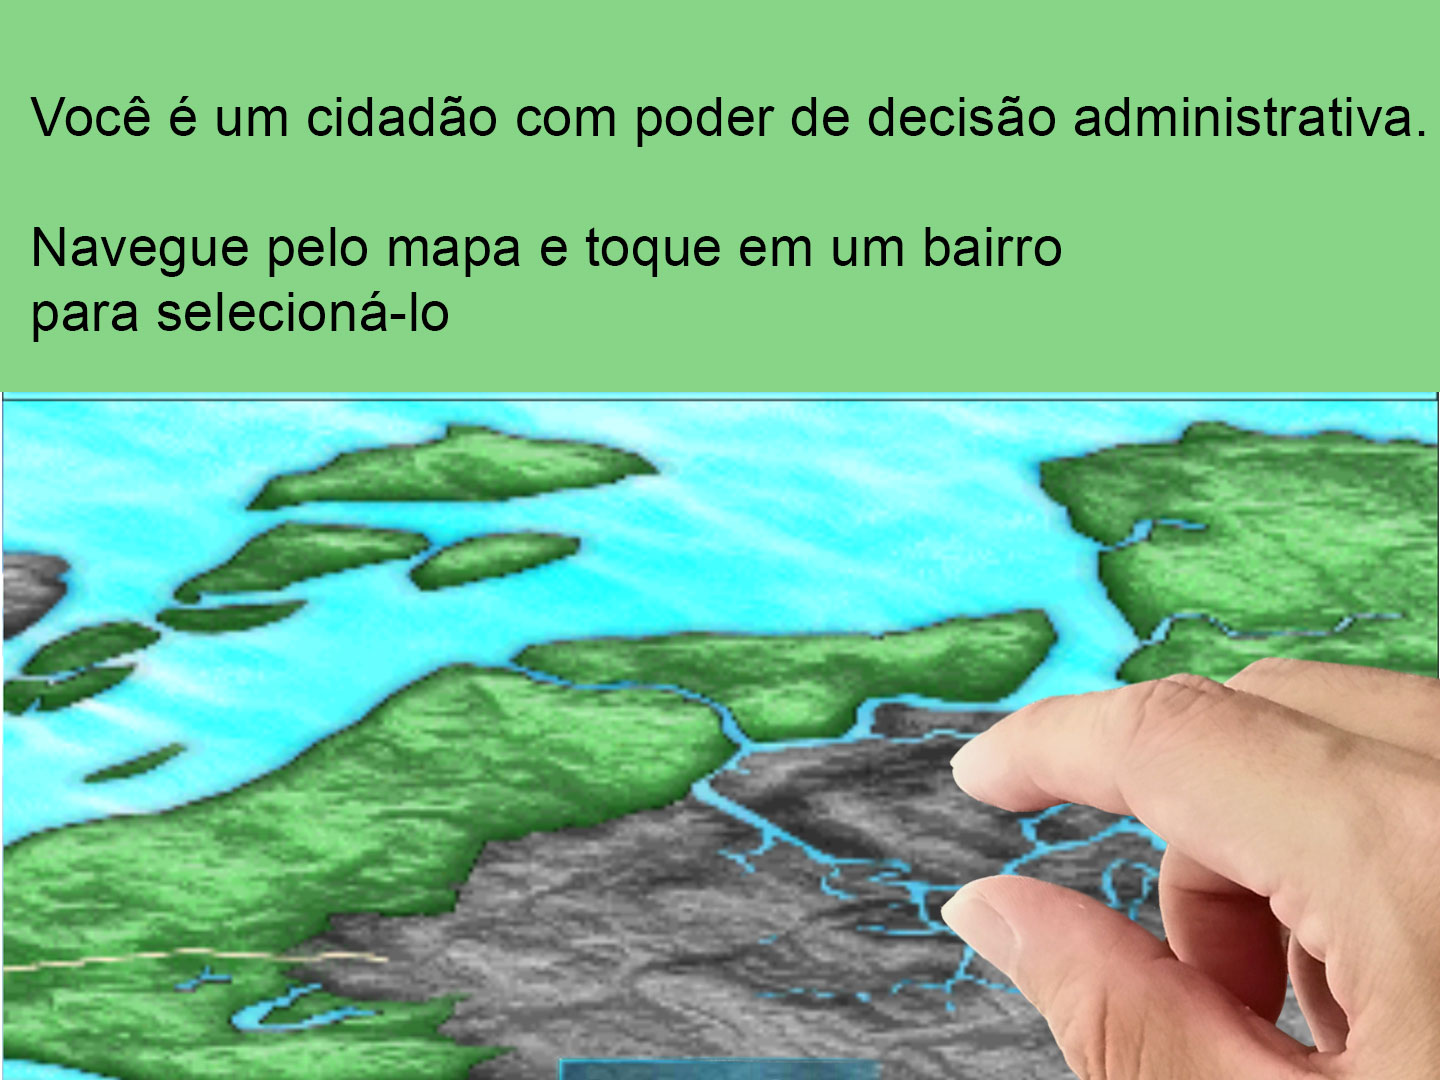 Você é um cidadão com poder de decisão administrativa.
Navegue pelo mapa e toque em um bairro
para selecioná-lo